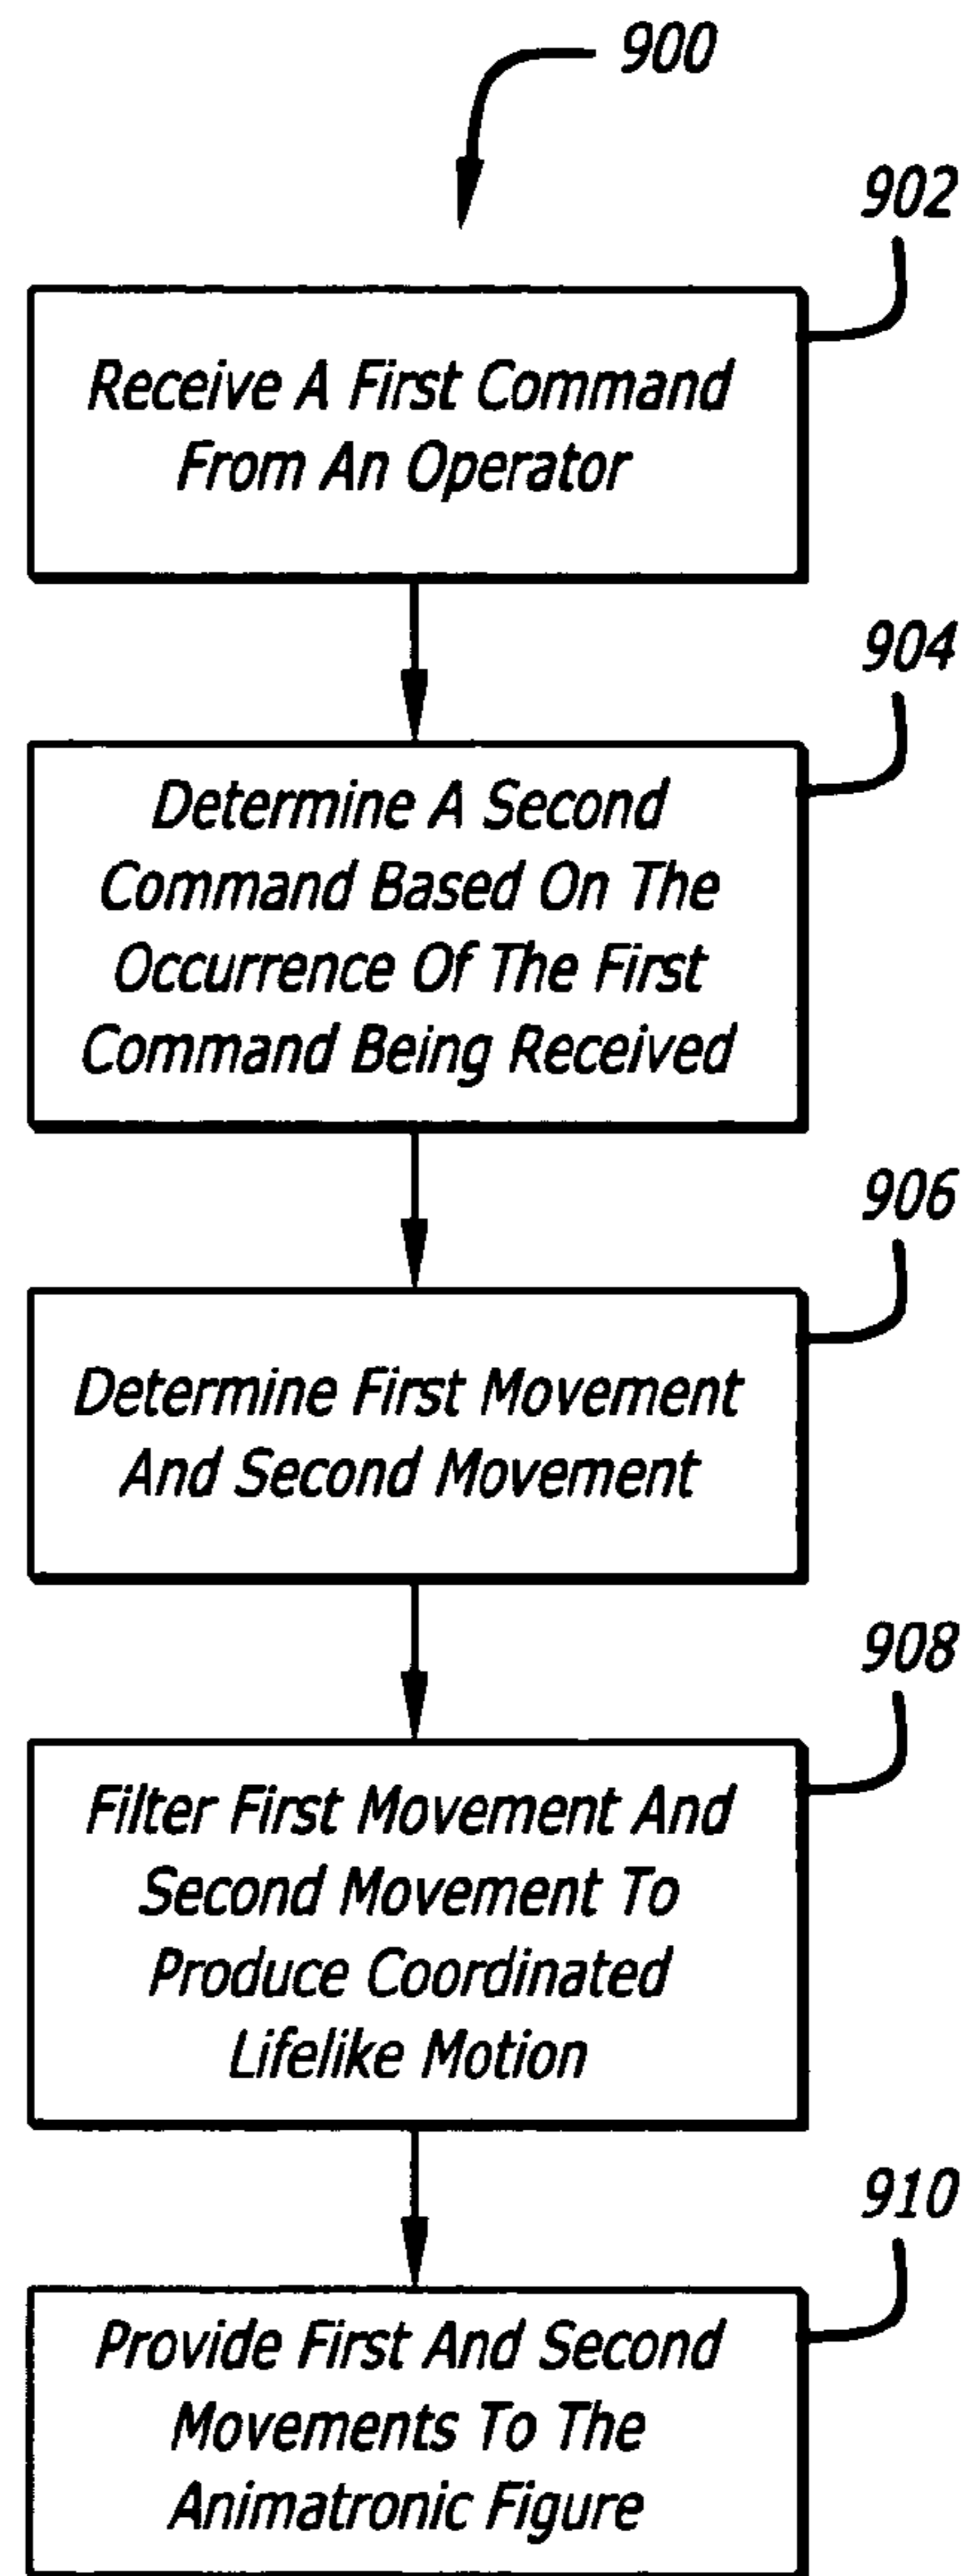 900
902
Receive A First Command
From An Operator
904
Determine A Second
Command Based On The
Occurrence Of The First
Command Being Received
906
Determine First Movement
And Second Movement
908
Filter First Movement And
Second Movement To
Produce Coordinated
Lifelike Motion
910
Provide First And Second
Movements To The
Animatronic Figure